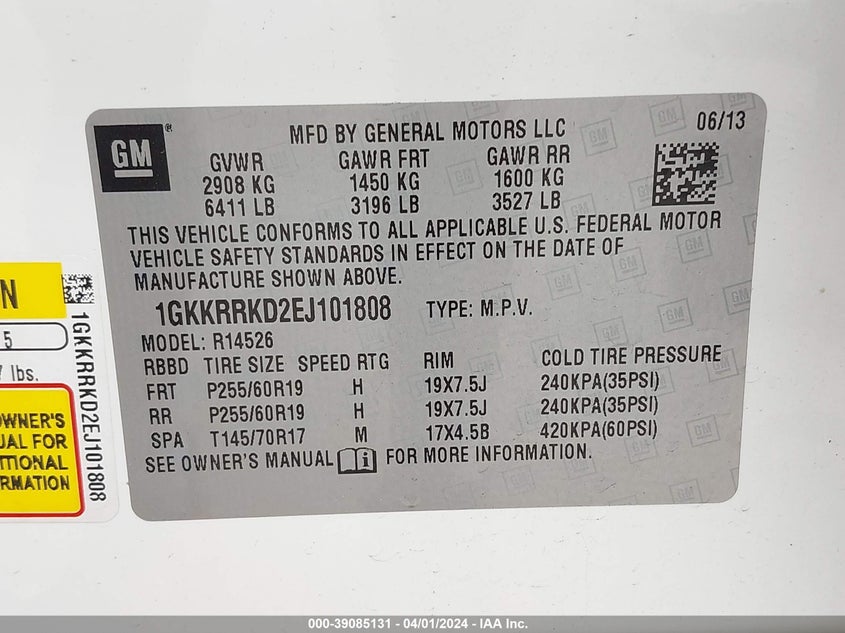 GM
®
MFD BY GENERAL MOTORS LLC
06/13
GVWR GAWR FRT GAWR RR
2908 KG 1450 KG 1600 KG
6411 LB 3196 LB 3527 LB
THIS VEHICLE CONFORMS TO ALL APPLICABLE U.S. FEDERAL MOTOR
VEHICLE SAFETY STANDARDS IN EFFECT ON THE DATE OF
MANUFACTURE SHOWN ABOVE.
1GKKRRKD2EJ101808 TYPE: M.P.V.
MODEL: R14526
RBBD TIRE SIZE SPEED RTG RIM COLD TIRE PRESSURE
FRT P255/60R19 H 19X7.5J 240KPA(35PSI)
RR P255/60R19 H 19X7.5J 240KPA(35PSI)
SPA T145/70R17 M 17X4.5B 420KPA(60PSI)
SEE OWNER'S MANUAL i FOR MORE INFORMATION.
N
5
7 lbs.
OWNER'S
UAL FOR
ITIONAL
RMATION
1GKKRRKD2EJ101808
000-39085131 - 04/01/2024 - IAA Inc.